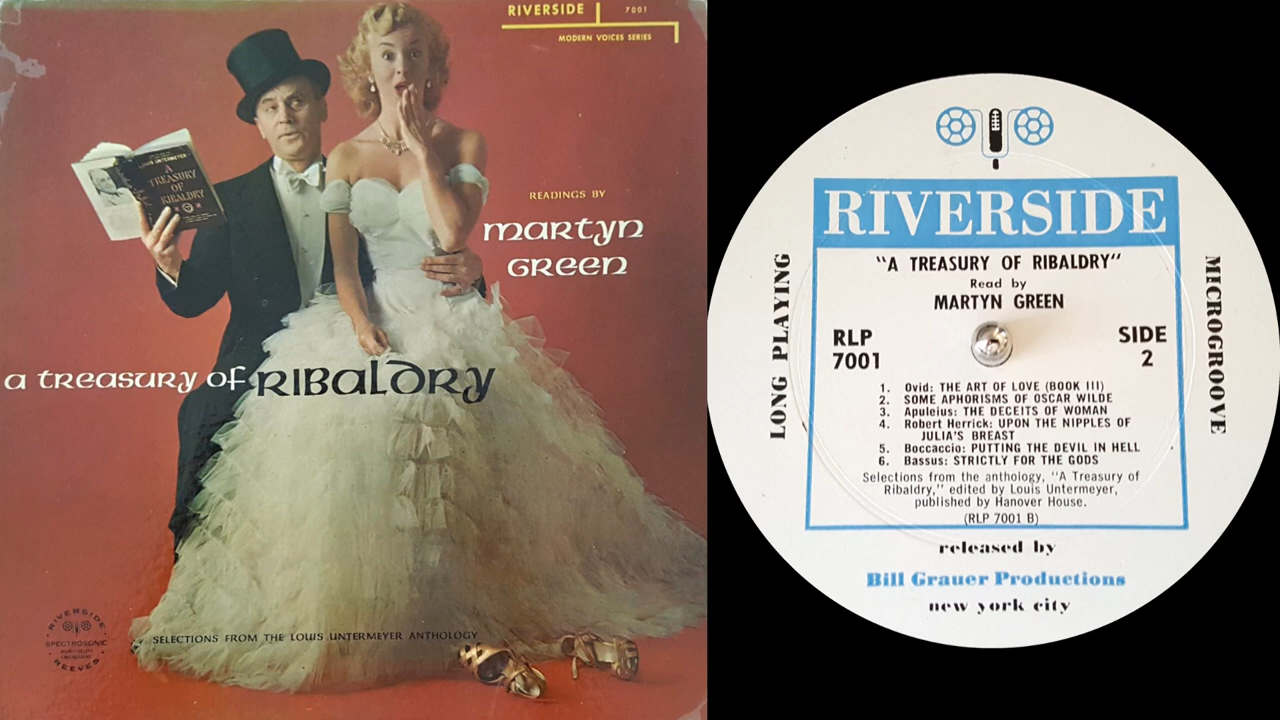 RIVERSIDE 7001
MODERN VOICES SERIES
LOUIS UNTERMEYER
A
TREASURY
OF
RIBALDRY
READINGS BY
martyn
green
a treasury of RIBALDRY
SELECTIONS FROM THE LOUIS UNTERMEYER ANTHOLOGY
RIVERSIDE
SPECTROSONIC
REEVES
RIVERSIDE
"A TREASURY OF RIBALDRY"
Read by
MARTYN GREEN
RLP
7001
SIDE
2
LONG PLAYING
MICROGROOVE
1. Ovid: THE ART OF LOVE (BOOK III)
2. SOME APHORISMS OF OSCAR WILDE
3. Apuleius: THE DECEITS OF WOMAN
4. Robert Herrick: UPON THE NIPPLES OF
JULIA'S BREAST
5. Boccaccio: PUTTING THE DEVIL IN HELL
6. Bassus: STRICTLY FOR THE GODS
Selections from the anthology, "A Treasury of
Ribaldry," edited by Louis Untermeyer,
published by Hanover House.
(RLP 7001 B)
released by
Bill Grauer Productions
new york city